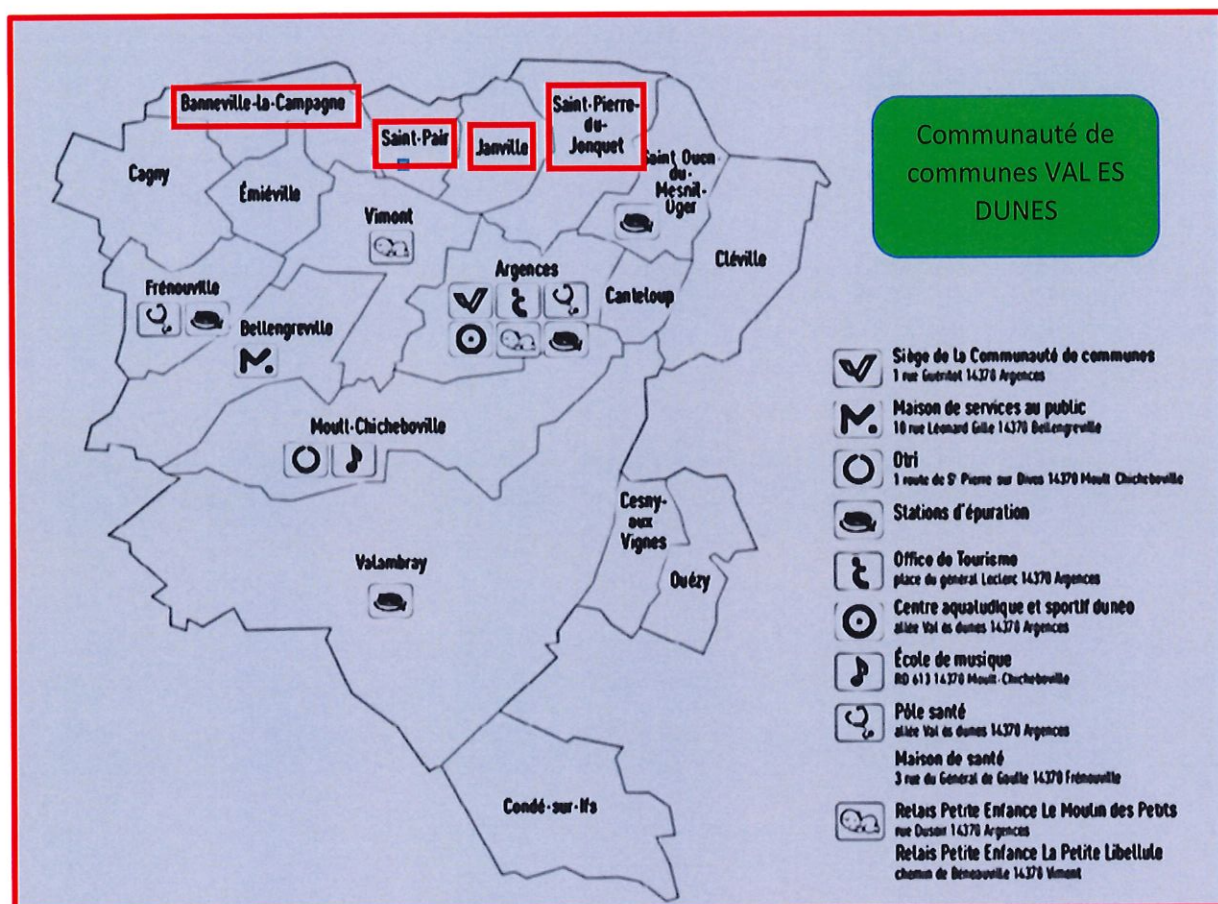 Banneville-la-Campagne
Saint-Pair
Janville
Saint-Pierre-
du-
Jonquet
Communauté de
communes VAL ES
DUNES
Cagny
Émiéville
Saint Ouen
du-
Mesnil-
Oger
Vimont
Cléville
Argences
Canteloup
Frénouville
Bellengreville
Moult-Chicheboville
Cesny-
aux
Vignes
Ouézy
Valambray
Condé-sur-Ifs
Siège de la Communauté de communes
1 rue Guéritot 14370 Argences
Maison de services au public
10 rue Léonard Gille 14370 Bellengreville
Otri
1 route de St Pierre sur Dives 14370 Moult Chicheboville
Stations d'épuration
Office de Tourisme
place du général Leclerc 14370 Argences
Centre aqualudique et sportif dunéo
allée Val ès dunes 14370 Argences
École de musique
RD 613 14370 Moult-Chicheboville
Pôle santé
allée Val ès dunes 14370 Argences
Maison de santé
3 rue du Général de Gaulle 14370 Frénouville
Relais Petite Enfance Le Moulin des Petits
rue 14370 Argences
Relais Petite Enfance La Petite Libellule
chemin de Béneauville 14370 Vimont